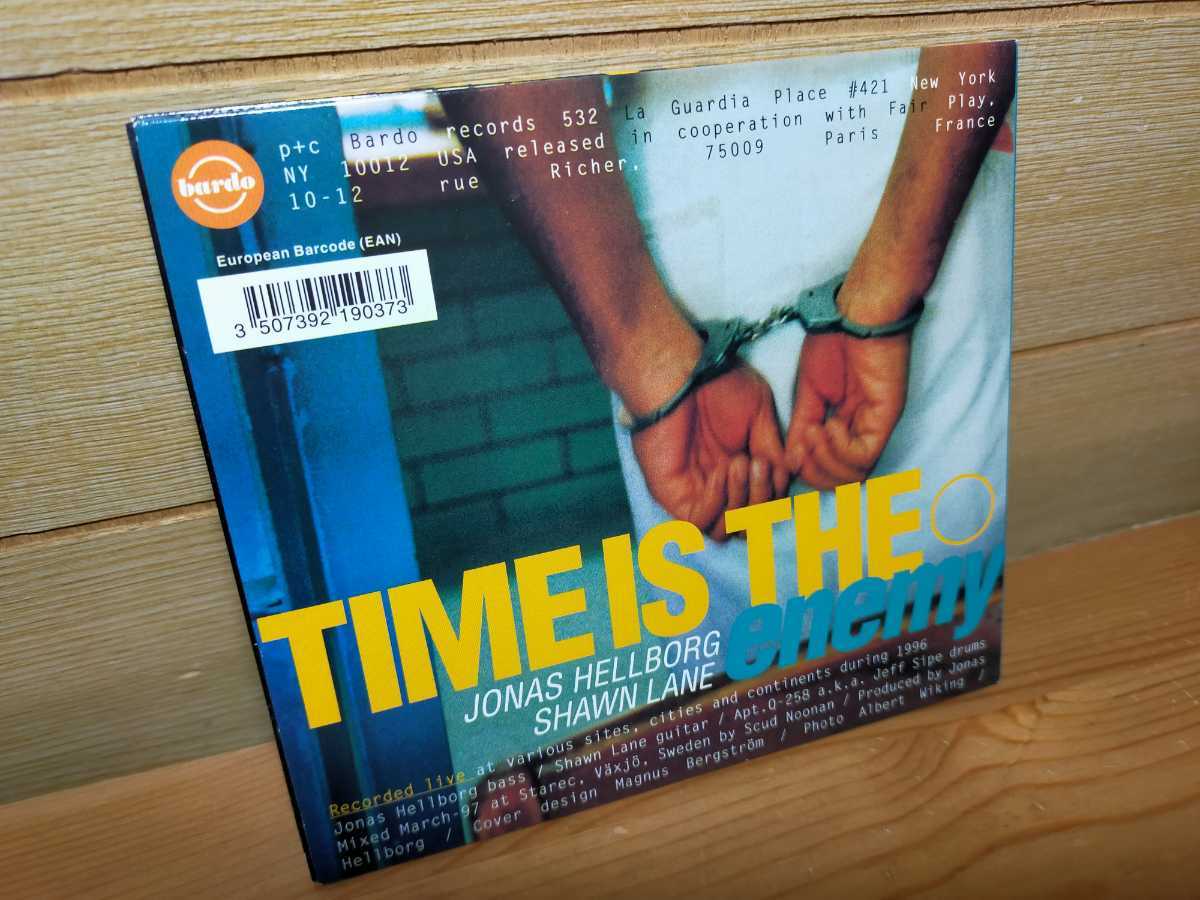 bardo
p+c Bardo records 532 La Guardia Place #421 New York
NY 10012 USA released in cooperation with Fair Play,
10-12 rue Richer, 75009 Paris France
European Barcode (EAN)
3 507392 190373
TIME IS THE
enemy
JONAS HELLBORG
SHAWN LANE
Recorded live at various sites, cities and continents during 1996
Jonas Hellborg bass / Shawn Lane guitar / Apt.Q-258 a.k.a. Jeff Sipe drums
Mixed March-97 at Starec, Växjö, Sweden by Scud Noonan / Produced by Jonas
Hellborg / Cover design Magnus Bergström / Photo Albert Wiking /